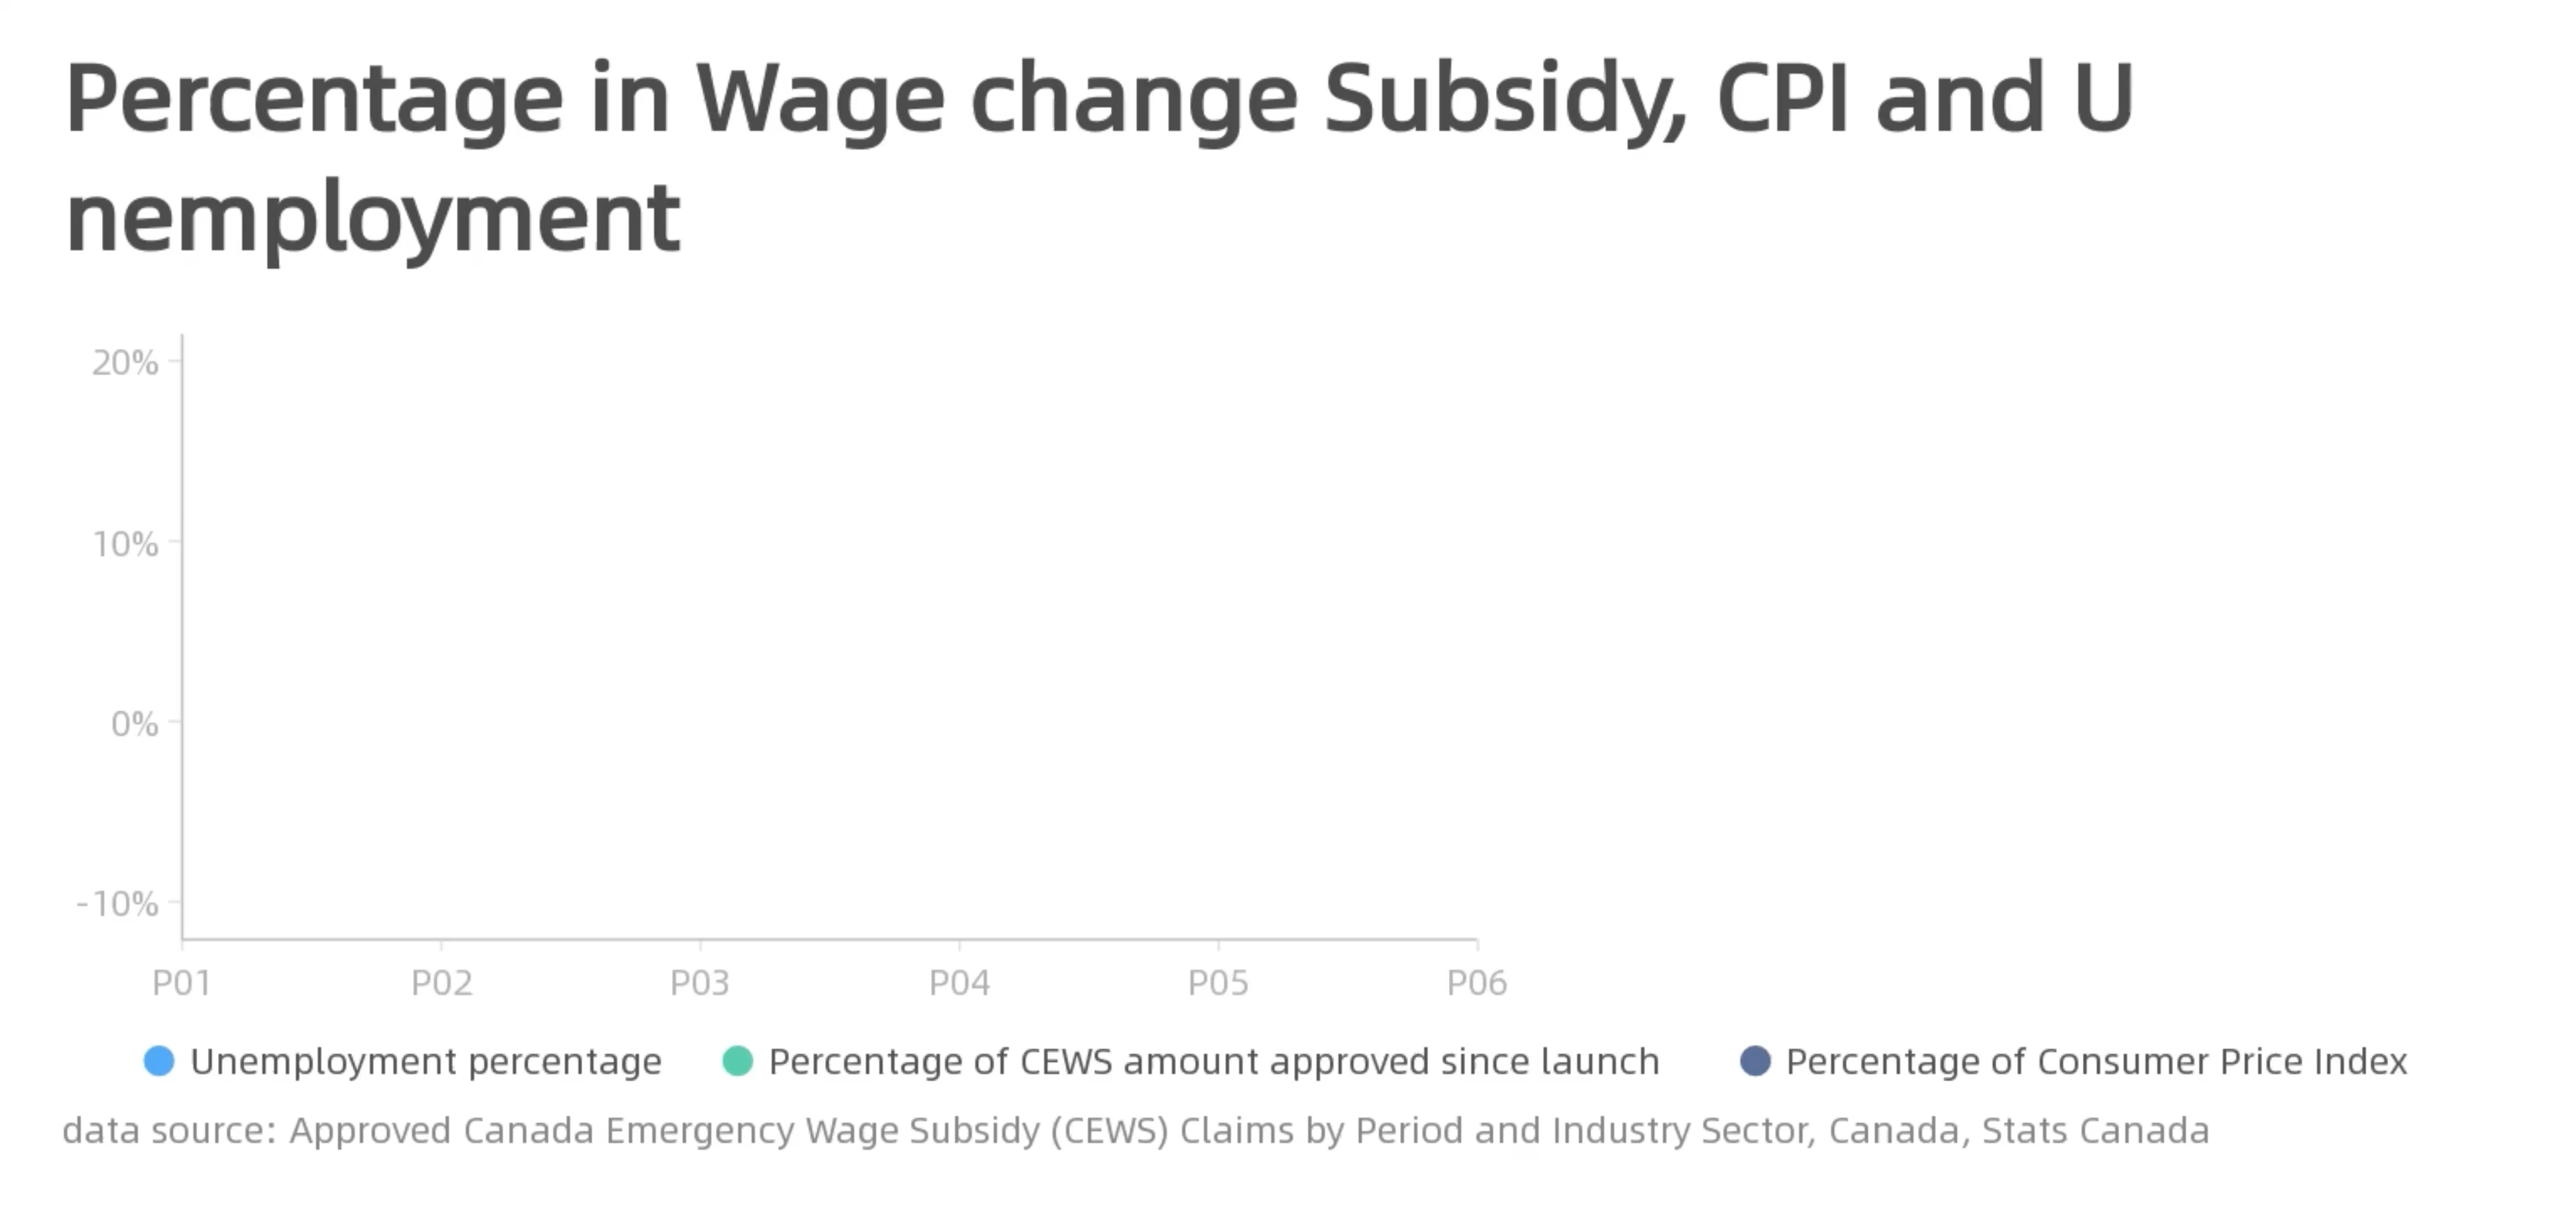 Percentage in Wage change Subsidy, CPI and U
nemployment
20%
10%
0%
-10%
P01 P02 P03 P04 P05 P06
Unemployment percentage Percentage of CEWS amount approved since launch Percentage of Consumer Price Index
data source: Approved Canada Emergency Wage Subsidy (CEWS) Claims by Period and Industry Sector, Canada, Stats Canada